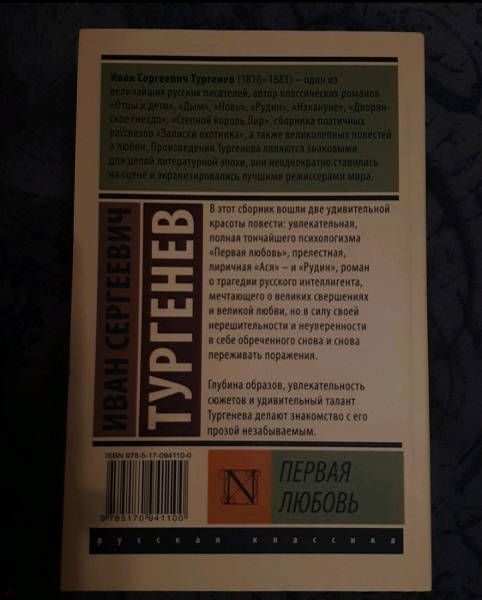 Иван Сергеевич Тургенев (1818–1883) – один из
величайших русских писателей, автор классических романов
«Отцы и дети», «Дым», «Новь», «Рудин», «Накануне», «Дворян-
ское гнездо», «Степной король Лир», сборника поэтичных
рассказов «Записки охотника», а также великолепных повестей
о любви. Произведения Тургенева являются знаковыми
для целой литературной эпохи, они неоднократно ставились
на сцене и экранизировались лучшими режиссерами мира.
ИВАН СЕРГЕЕВИЧ
ТУРГЕНЕВ
В этот сборник вошли две удивительной
красоты повести: увлекательная,
полная тончайшего психологизма
«Первая любовь», прелестная,
лиричная «Ася» – и «Рудин», роман
о трагедии русского интеллигента,
мечтающего о великих свершениях
и великой любви, но в силу своей
нерешительности и неуверенности
в себе обреченного снова и снова
переживать поражения.
Глубина образов, увлекательность
сюжетов и удивительный талант
Тургенева делают знакомство с его
прозой незабываемым.
ISBN 978-5-17-094110-0
9 785170 941100
N
ПЕРВАЯ
ЛЮБОВЬ
русская классика